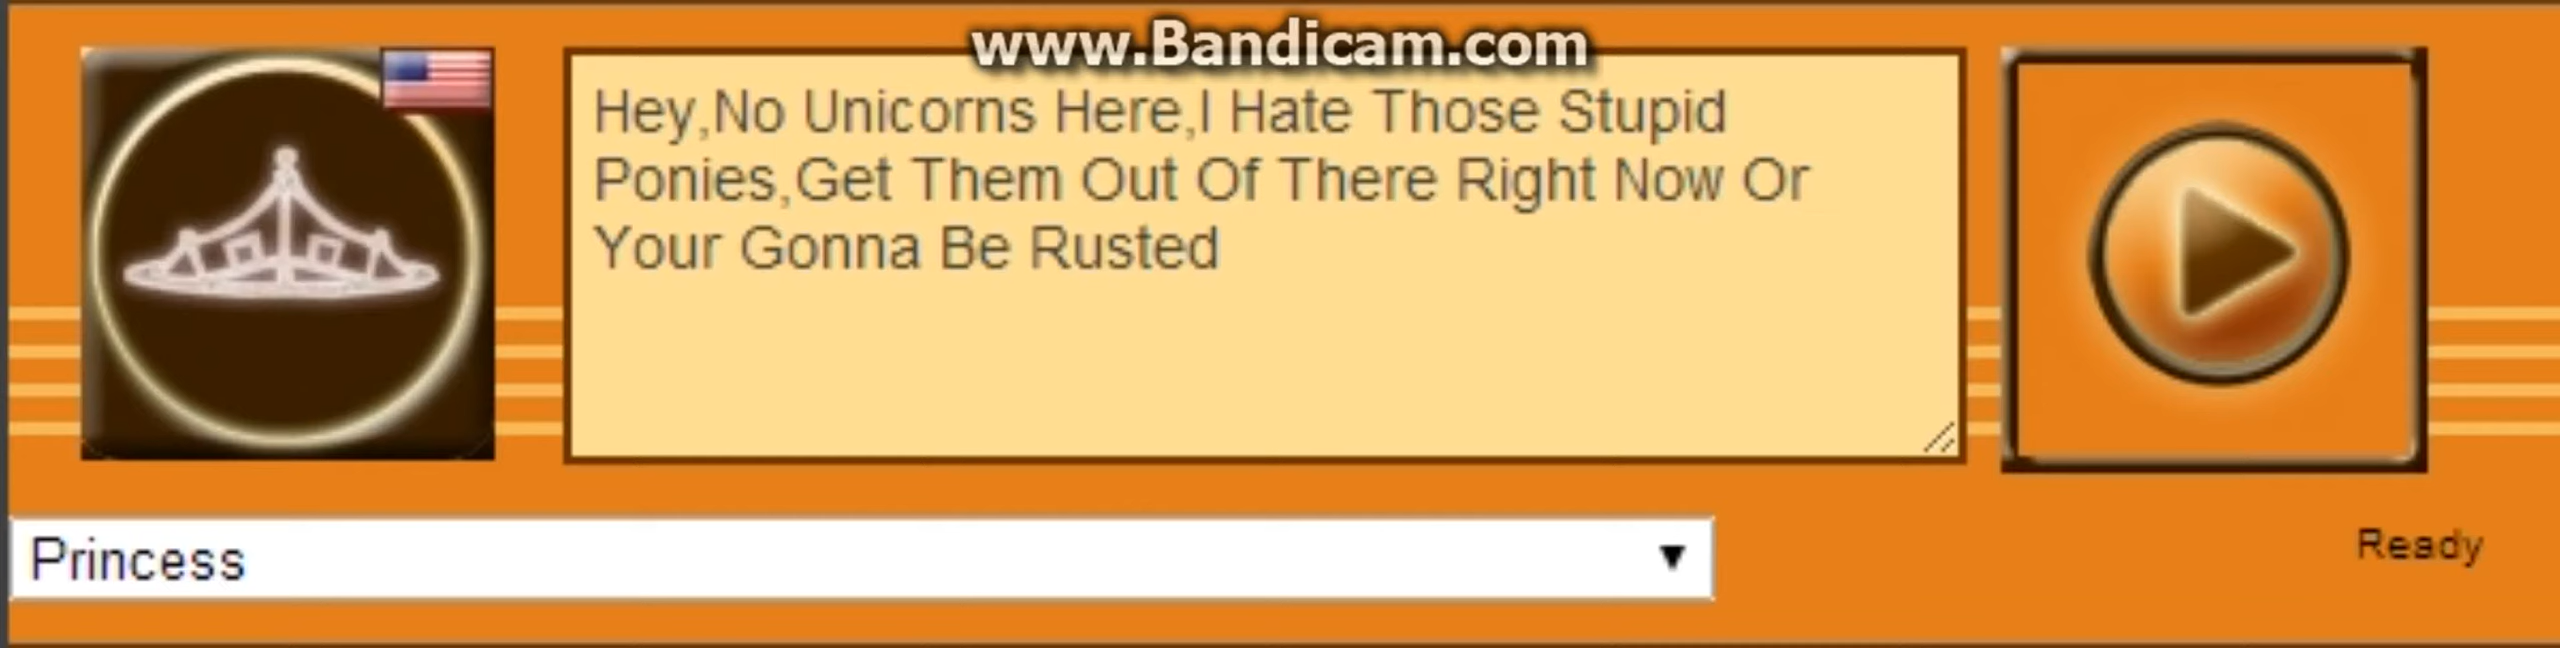 www.Bandicam.com
Hey,No Unicorns Here,I Hate Those Stupid
Ponies,Get Them Out Of There Right Now Or
Your Gonna Be Rusted
Princess
Ready